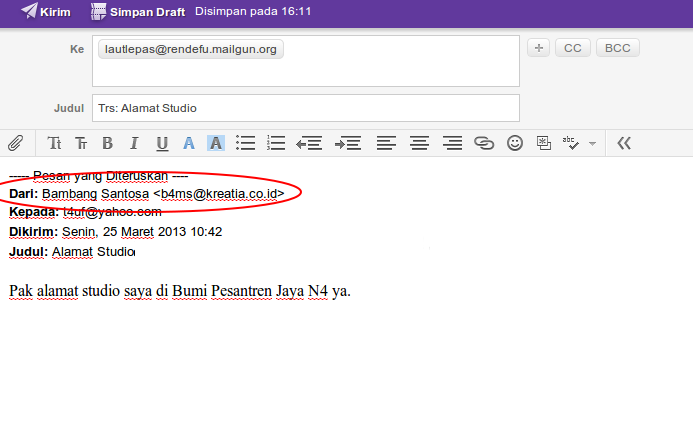 Kirim Simpan Draft Disimpan pada 16:11
Ke lautlepas@rendefu.mailgun.org + CC BCC
Judul Trs: Alamat Studio
----- Pesan yang Diteruskan ----
Dari: Bambang Santosa <b4ms@kreatia.co.id>
Kepada: t4uf@yahoo.com
Dikirim: Senin, 25 Maret 2013 10:42
Judul: Alamat Studio
Pak alamat studio saya di Bumi Pesantren Jaya N4 ya.